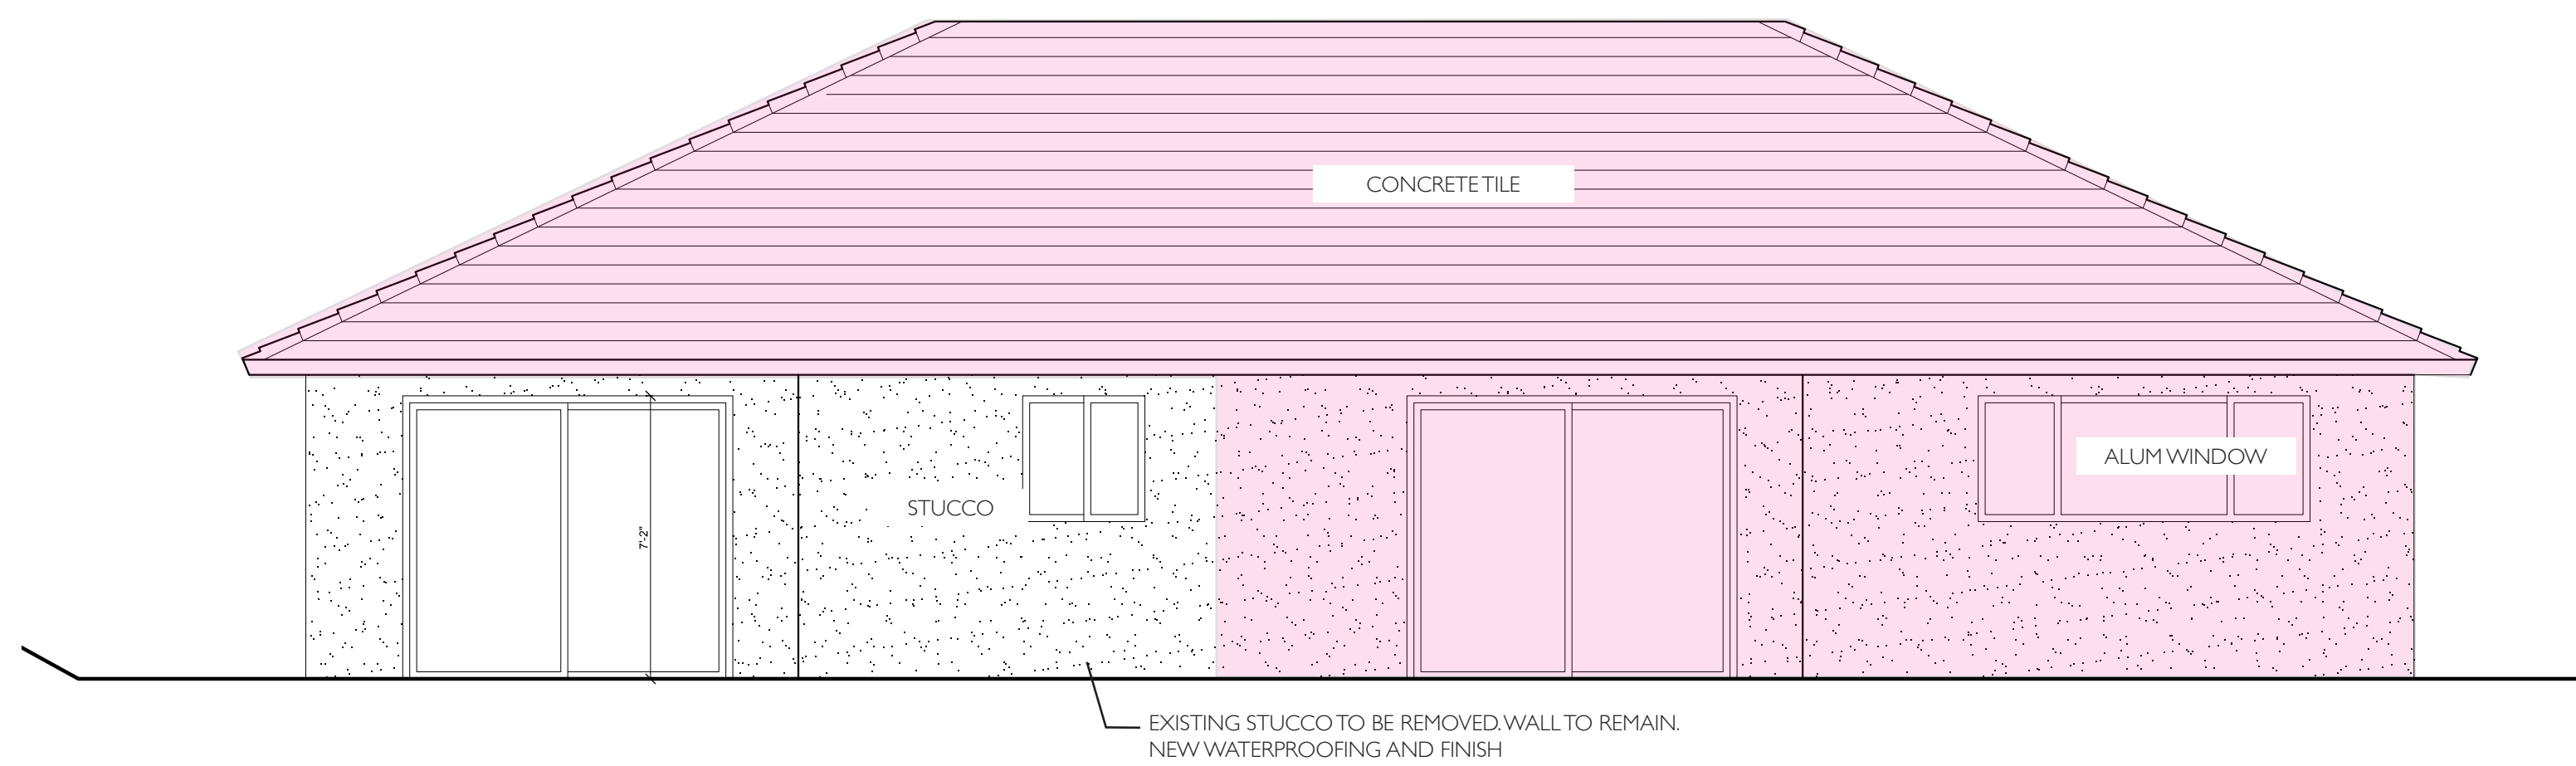 CONCRETE TILE
ALUM WINDOW
STUCCO
7'-2"
EXISTING STUCCO TO BE REMOVED. WALL TO REMAIN.
NEW WATERPROOFING AND FINISH